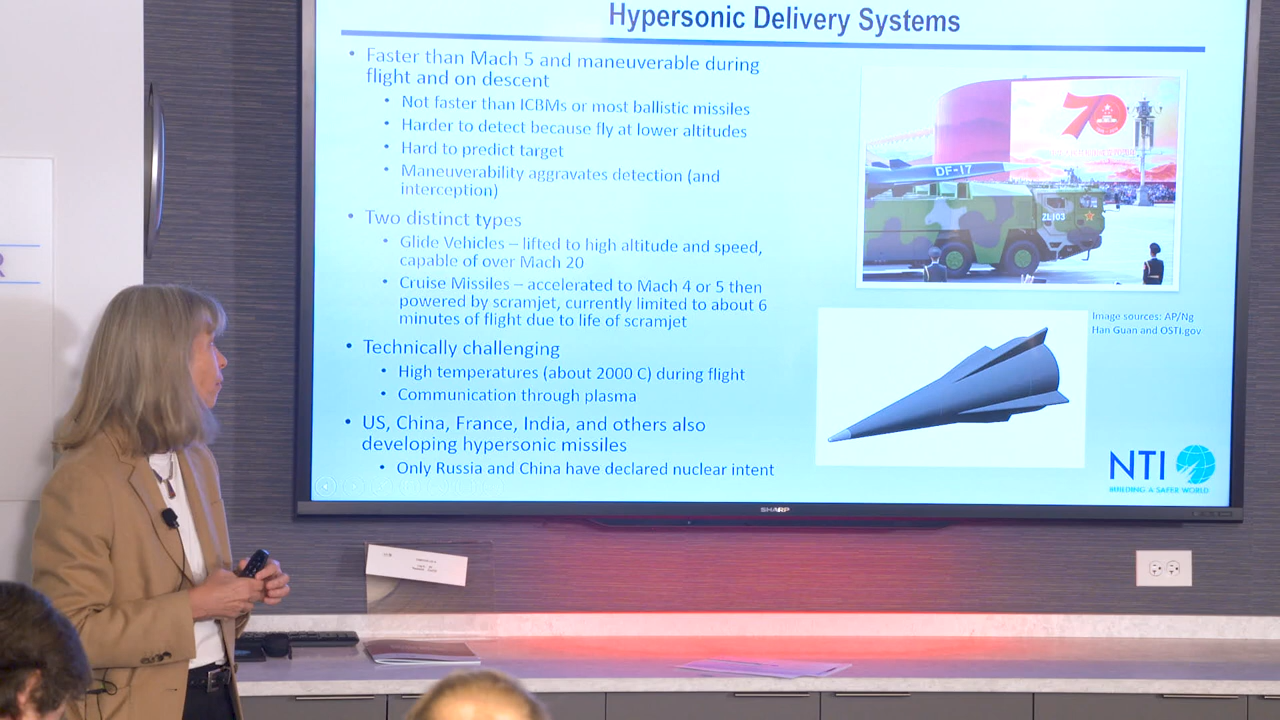 Hypersonic Delivery Systems
• Faster than Mach 5 and maneuverable during
flight and on descent
• Not faster than ICBMs or most ballistic missiles
• Harder to detect because fly at lower altitudes
• Hard to predict target
• Maneuverability aggravates detection (and
interception)
• Two distinct types
• Glide Vehicles – lifted to high altitude and speed,
capable of over Mach 20
• Cruise Missiles – accelerated to Mach 4 or 5 then
powered by scramjet, currently limited to about 6
minutes of flight due to life of scramjet
• Technically challenging
• High temperatures (about 2000 C) during flight
• Communication through plasma
• US, China, France, India, and others also
developing hypersonic missiles
• Only Russia and China have declared nuclear intent
70
DF-17
ZL103
Image sources: AP/Ng
Han Guan and OSTI.gov
NTI
BUILDING A SAFER WORLD
SHARP
R